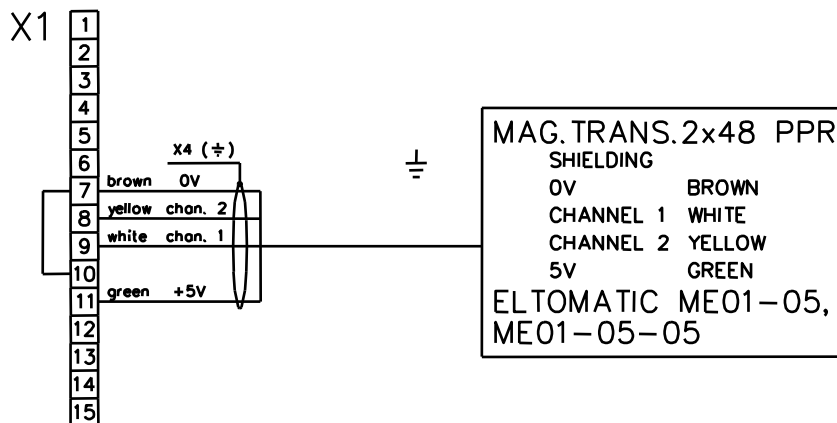 X1
1
2
3
4
5
6
X4 (⏚)
7 brown 0V
8 yellow chan. 2
9 white chan. 1
10
11 green +5V
12
13
14
15
MAG.TRANS.2x48 PPR
SHIELDING
0V BROWN
CHANNEL 1 WHITE
CHANNEL 2 YELLOW
5V GREEN
ELTOMATIC ME01-05,
ME01-05-05